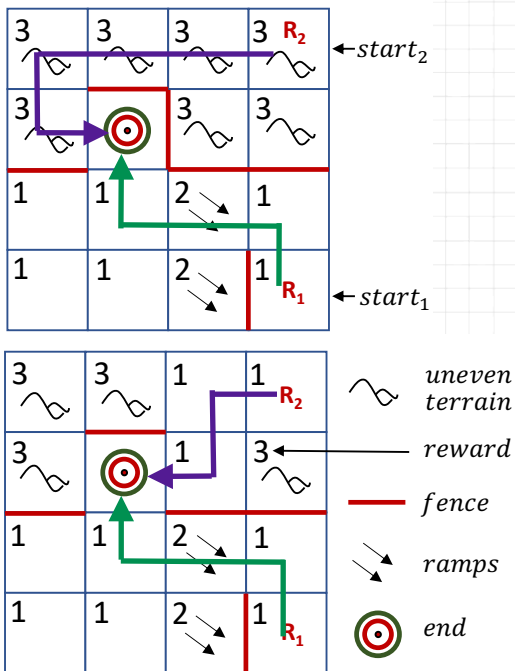 3 3 3 3 R₂
start₂
3 3 3
1 1 2 1
1 1 2 1
R₁
start₁
3 3 1 1
R₂
uneven
terrain
3 1 3
reward
fence
1 1 2 1
ramps
1 1 2 1
R₁
end